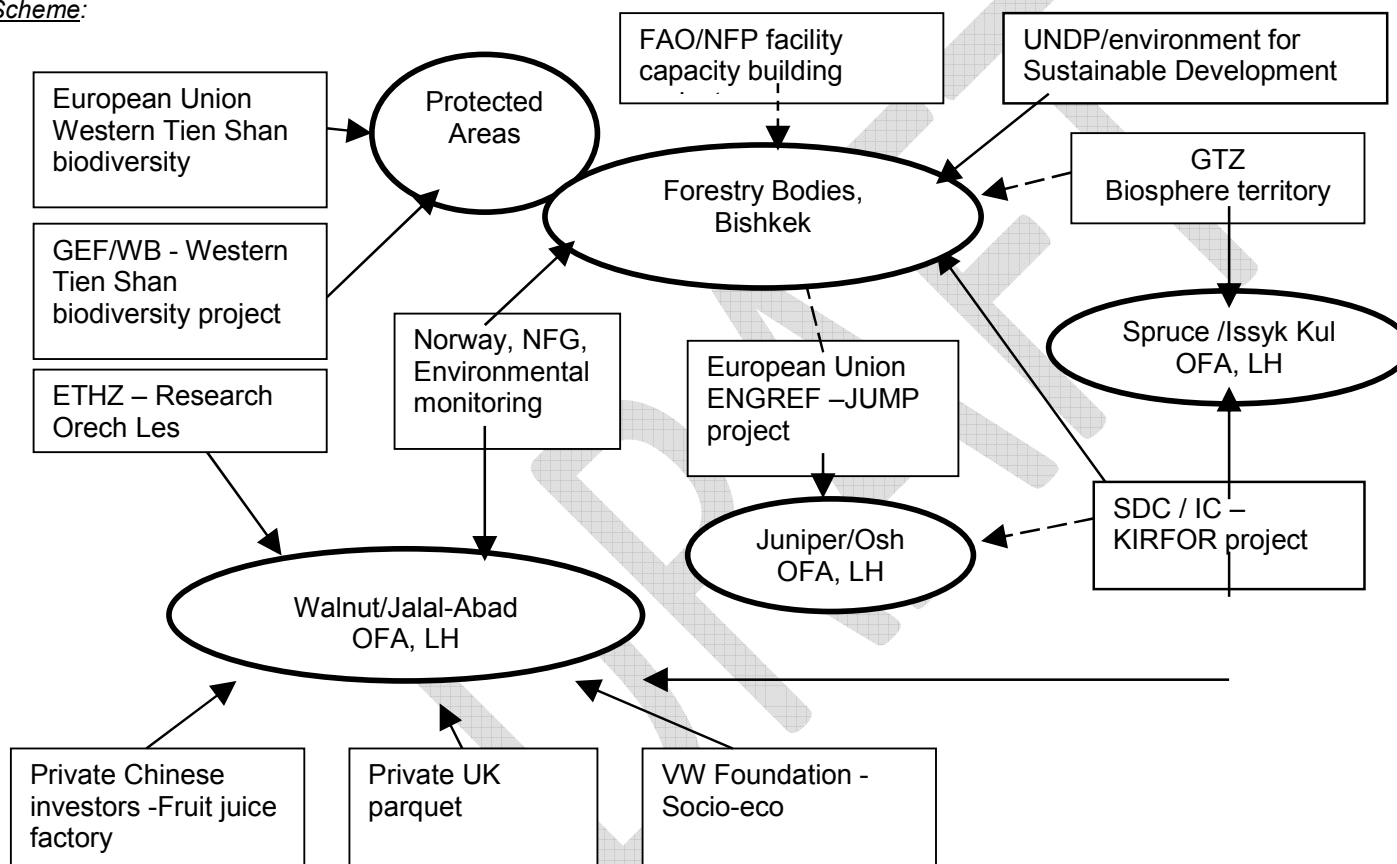 Scheme:
FAO/NFP facility
capacity building
UNDP/environment for
Sustainable Development
European Union
Western Tien Shan
biodiversity
Protected
Areas
Forestry Bodies,
Bishkek
GTZ
Biosphere territory
GEF/WB - Western
Tien Shan
biodiversity project
Norway, NFG,
Environmental
monitoring
European Union
ENGREF –JUMP
project
Spruce /Issyk Kul
OFA, LH
ETHZ – Research
Orech Les
SDC / IC –
KIRFOR project
Juniper/Osh
OFA, LH
Walnut/Jalal-Abad
OFA, LH
Private Chinese
investors -Fruit juice
factory
Private UK
parquet
VW Foundation -
Socio-eco
DRAFT